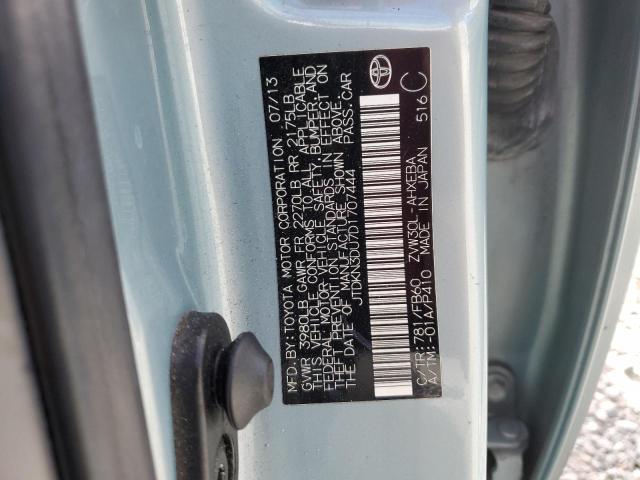 MFD. BY: TOYOTA MOTOR CORPORATION 07/13
GVWR 3980LB GAWR FR 2270LB RR 2175LB
THIS VEHICLE CONFORMS TO ALL APPLICABLE
FEDERAL MOTOR VEHICLE SAFETY, BUMPER, AND
THEFT PREVENTION STANDARDS IN EFFECT ON
THE DATE OF MANUFACTURE SHOWN ABOVE.
JTDKN3DU7D1707444 PASS. CAR
C/TR: 781/FB60 ZVW30L-AHXEBA
A/TM: -01A/P410 MADE IN JAPAN 516 C